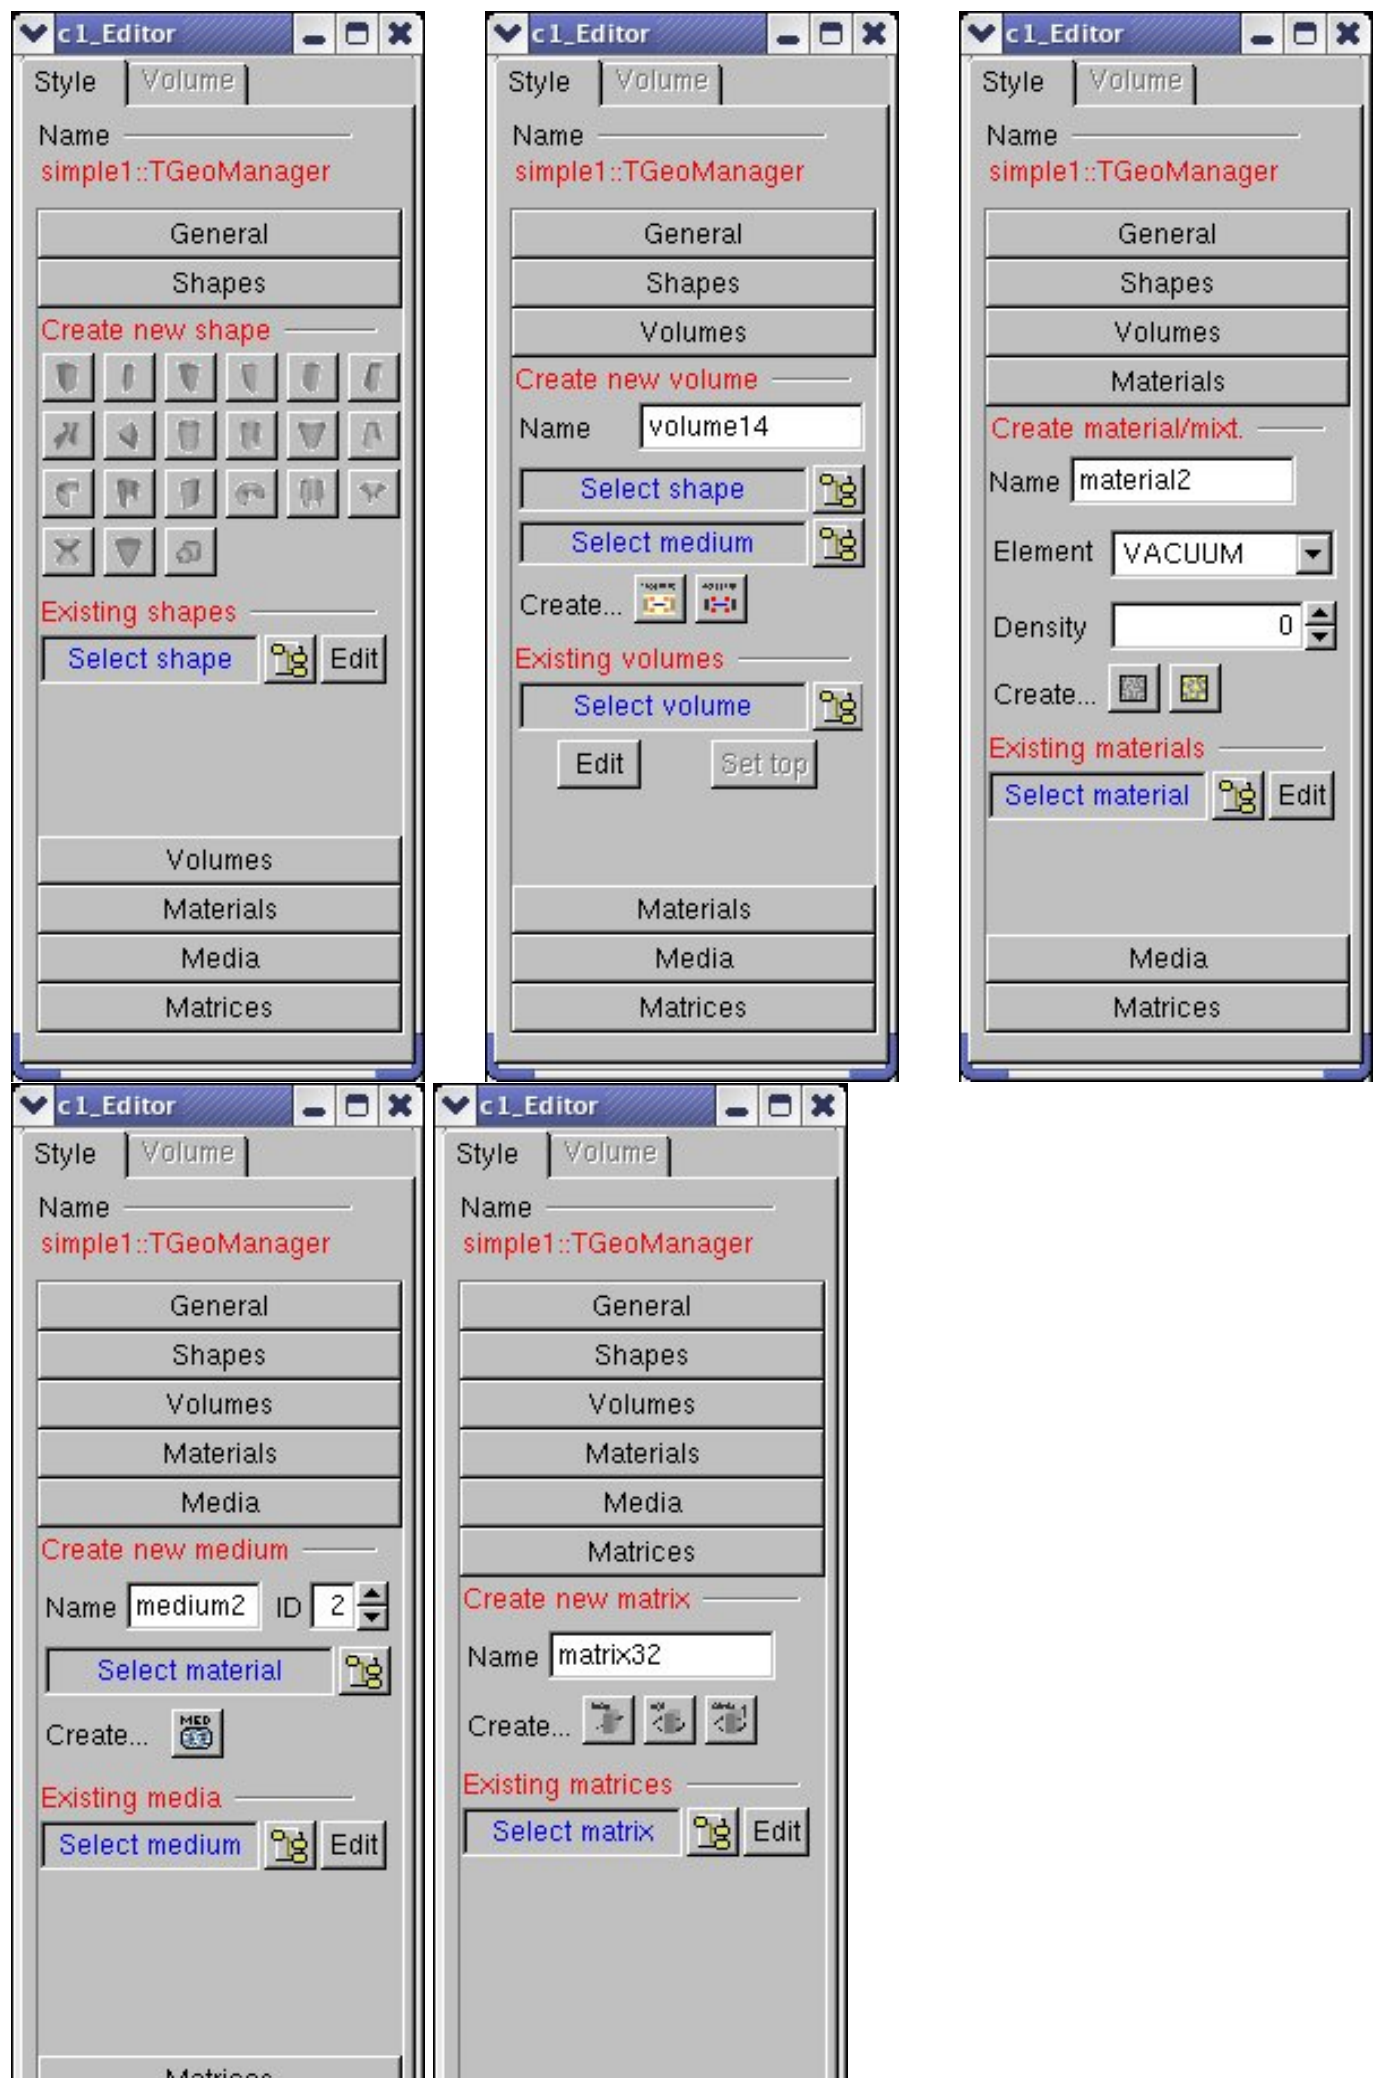 c1_Editor
Style Volume
Name
simple1::TGeoManager
General
Shapes
Create new shape
Existing shapes
Select shape Edit
Volumes
Materials
Media
Matrices
c1_Editor
Style Volume
Name
simple1::TGeoManager
General
Shapes
Volumes
Create new volume
Name volume14
Select shape
Select medium
Create...
Existing volumes
Select volume
Edit Set top
Materials
Media
Matrices
c1_Editor
Style Volume
Name
simple1::TGeoManager
General
Shapes
Volumes
Materials
Create material/mixt.
Name material2
Element VACUUM
Density 0
Create...
Existing materials
Select material Edit
Media
Matrices
c1_Editor
Style Volume
Name
simple1::TGeoManager
General
Shapes
Volumes
Materials
Media
Create new medium
Name medium2 ID 2
Select material
Create... MED
Existing media
Select medium Edit
Matrices
c1_Editor
Style Volume
Name
simple1::TGeoManager
General
Shapes
Volumes
Materials
Media
Matrices
Create new matrix
Name matrix32
Create...
Existing matrices
Select matrix Edit